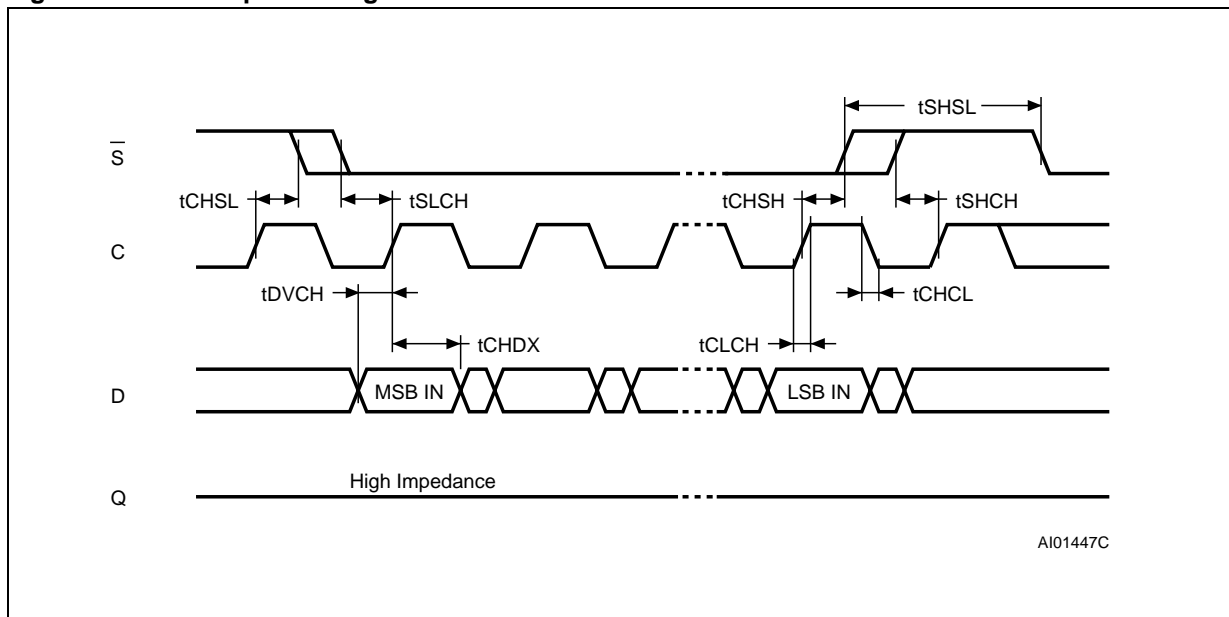 tSHSL
S
tCHSL
tSLCH
tCHSH
tSHCH
C
tDVCH
tCHCL
tCHDX
tCLCH
D
MSB IN
LSB IN
High Impedance
Q
AI01447C